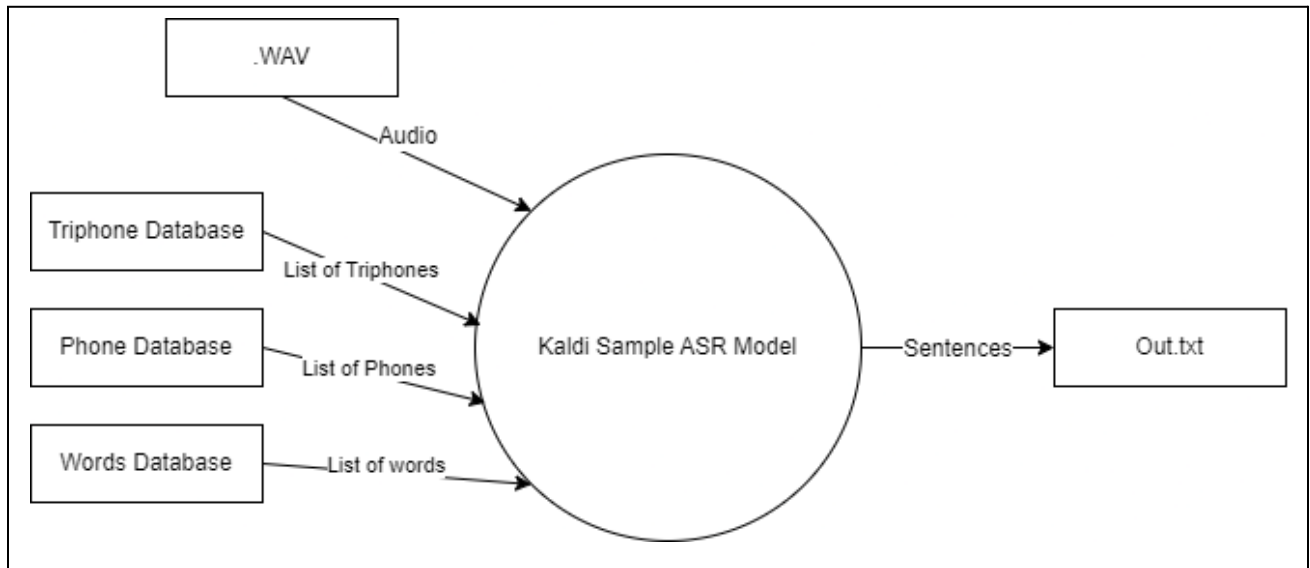 .WAV
Audio
Triphone Database
List of Triphones
Phone Database
List of Phones
Kaldi Sample ASR Model
Sentences
Out.txt
Words Database
List of words